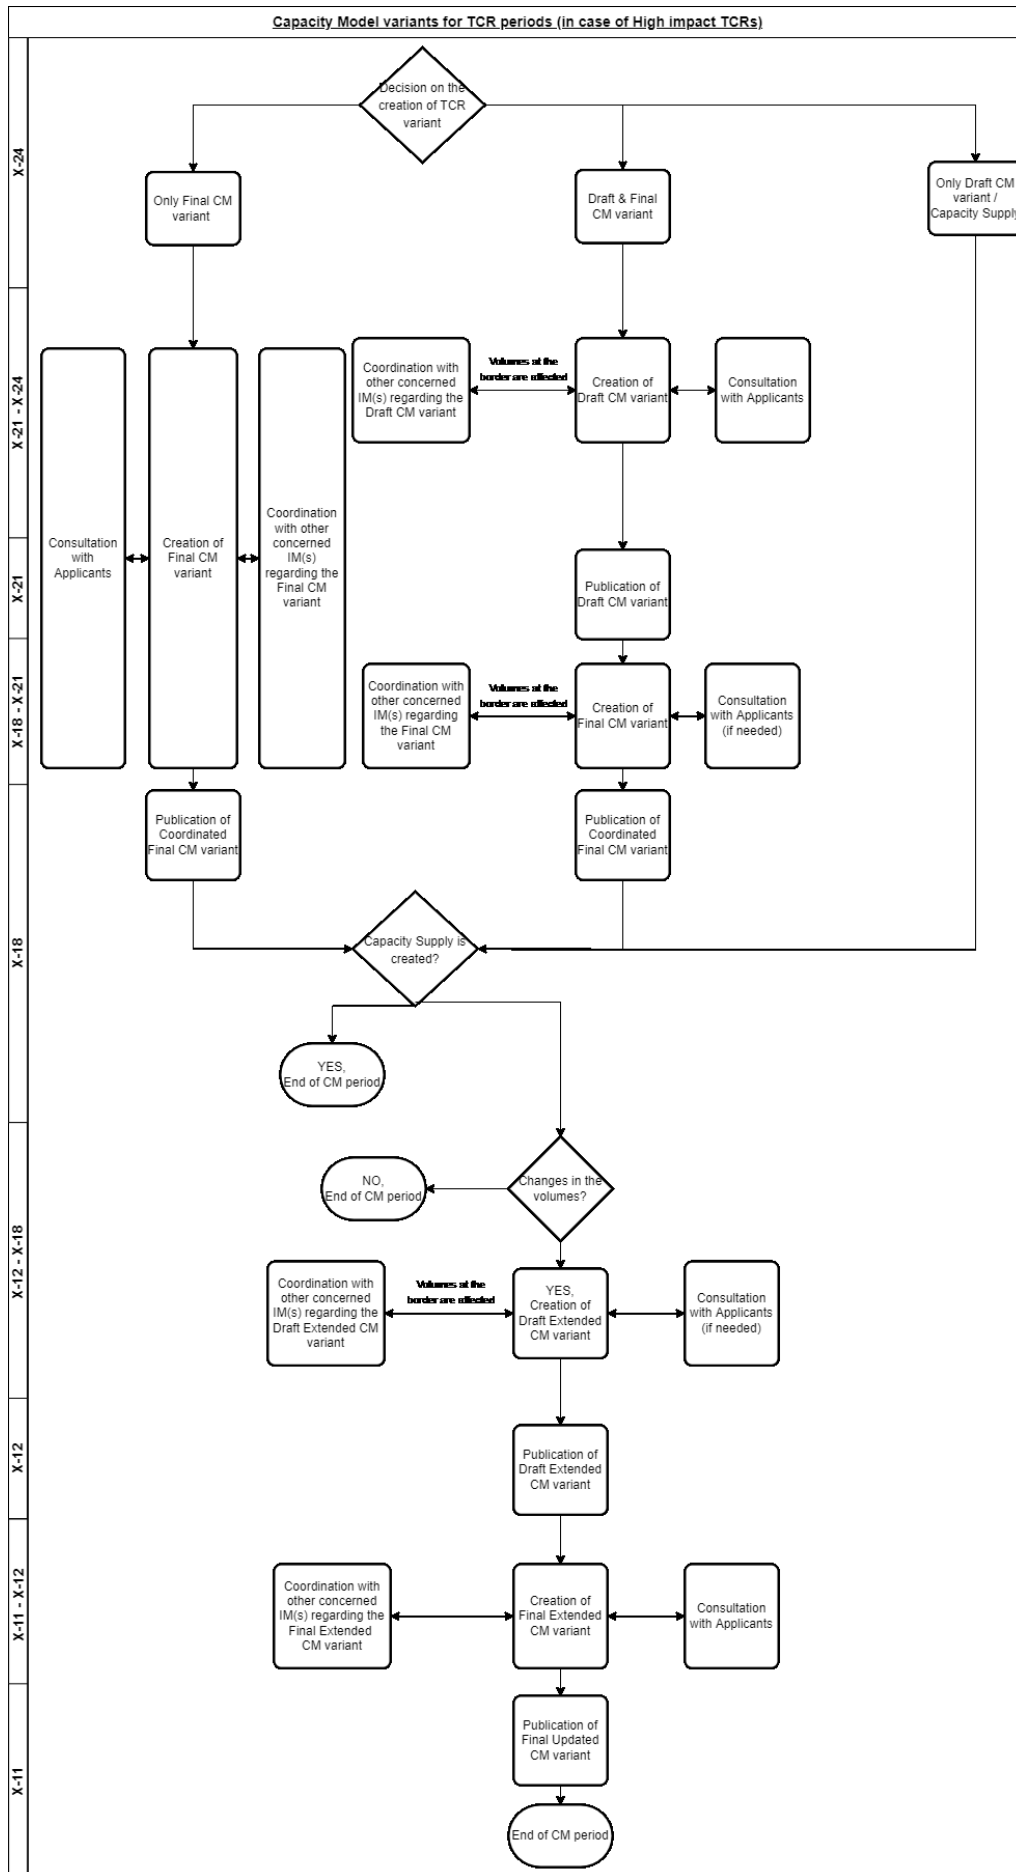 Capacity Model variants for TCR periods (in case of High impact TCRs)
X-24
Decision on the
creation of TCR
variant
Only Final CM
variant
Draft & Final
CM variant
Only Draft CM
variant /
Capacity Supply
X-21 - X-24
Consultation
with
Applicants
Creation of
Final CM
variant
Coordination
with other
concerned
IM(s)
regarding the
Final CM
variant
Coordination with
other concerned
IM(s) regarding
the Draft CM
variant
Volumes at the
border are affected
Creation of
Draft CM variant
Consultation
with Applicants
X-21
Publication of
Draft CM variant
X-18 - X-21
Coordination with
other concerned
IM(s) regarding
the Final CM
variant
Volumes at the
border are affected
Creation of
Final CM variant
Consultation
with Applicants
(if needed)
X-18
Publication of
Coordinated
Final CM variant
Publication of
Coordinated
Final CM variant
Capacity Supply is
created?
YES,
End of CM period
X-12 - X-18
NO,
End of CM period
Changes in the
volumes?
Coordination with
other concerned
IM(s) regarding the
Draft Extended CM
variant
Volumes at the
border are affected
YES,
Creation of
Draft Extended
CM variant
Consultation
with Applicants
(if needed)
X-12
Publication of
Draft Extended
CM variant
X-11 - X-12
Coordination with
other concerned
IM(s) regarding the
Final Extended CM
variant
Creation of
Final Extended
CM variant
Consultation
with Applicants
X-11
Publication of
Final Updated
CM variant
End of CM period